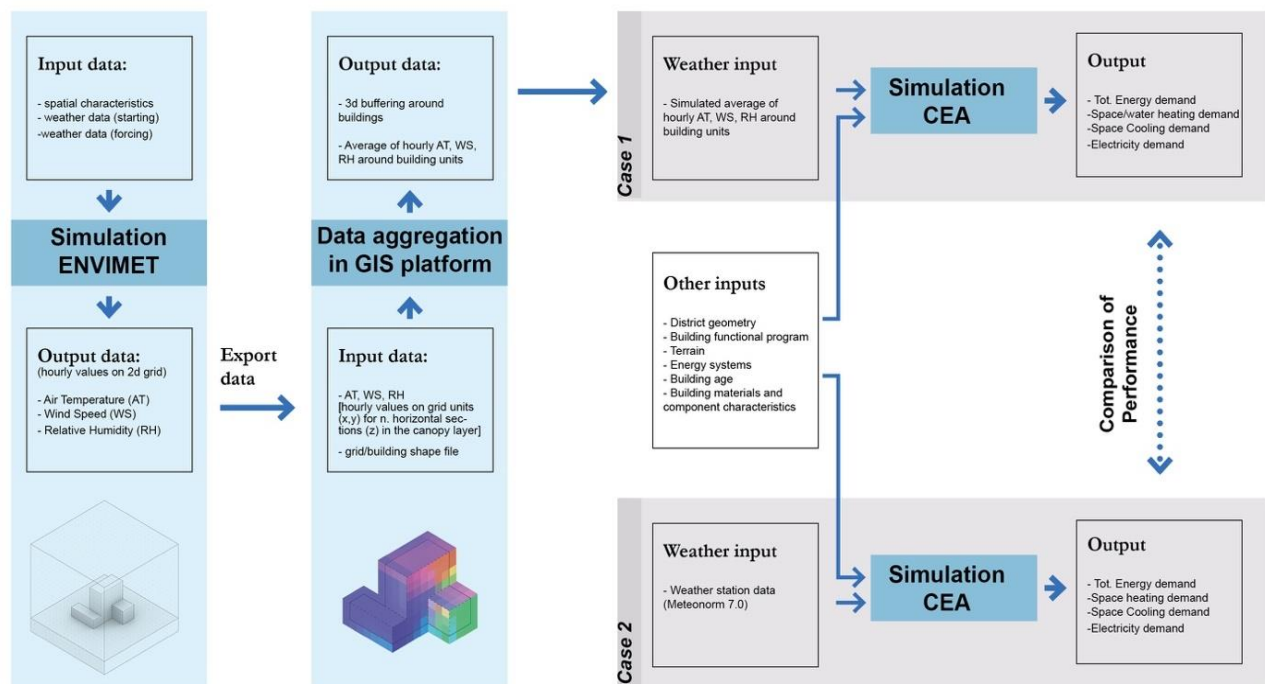 Input data:
- spatial characteristics
- weather data (starting)
-weather data (forcing)
Simulation
ENVIMET
Output data:
(hourly values on 2d grid)
- Air Temperature (AT)
- Wind Speed (WS)
- Relative Humidity (RH)
Export
data
Output data:
- 3d buffering around
buildings
- Average of hourly AT, WS,
RH around building units
Data aggregation
in GIS platform
Input data:
- AT, WS, RH
[hourly values on grid units
(x,y) for n. horizontal sec-
tions (z) in the canopy layer]
- grid/building shape file
Case 1
Weather input
- Simulated average of
hourly AT, WS, RH around
building units
Simulation
CEA
Output
- Tot. Energy demand
-Space/water heating demand
- Space Cooling demand
-Electricity demand
Other inputs
- District geometry
- Building functional program
- Terrain
- Energy systems
- Building age
- Building materials and
component characteristics
Comparison of
Performance
Case 2
Weather input
- Weather station data
(Meteonorm 7.0)
Simulation
CEA
Output
- Tot. Energy demand
- Space heating demand
- Space Cooling demand
-Electricity demand